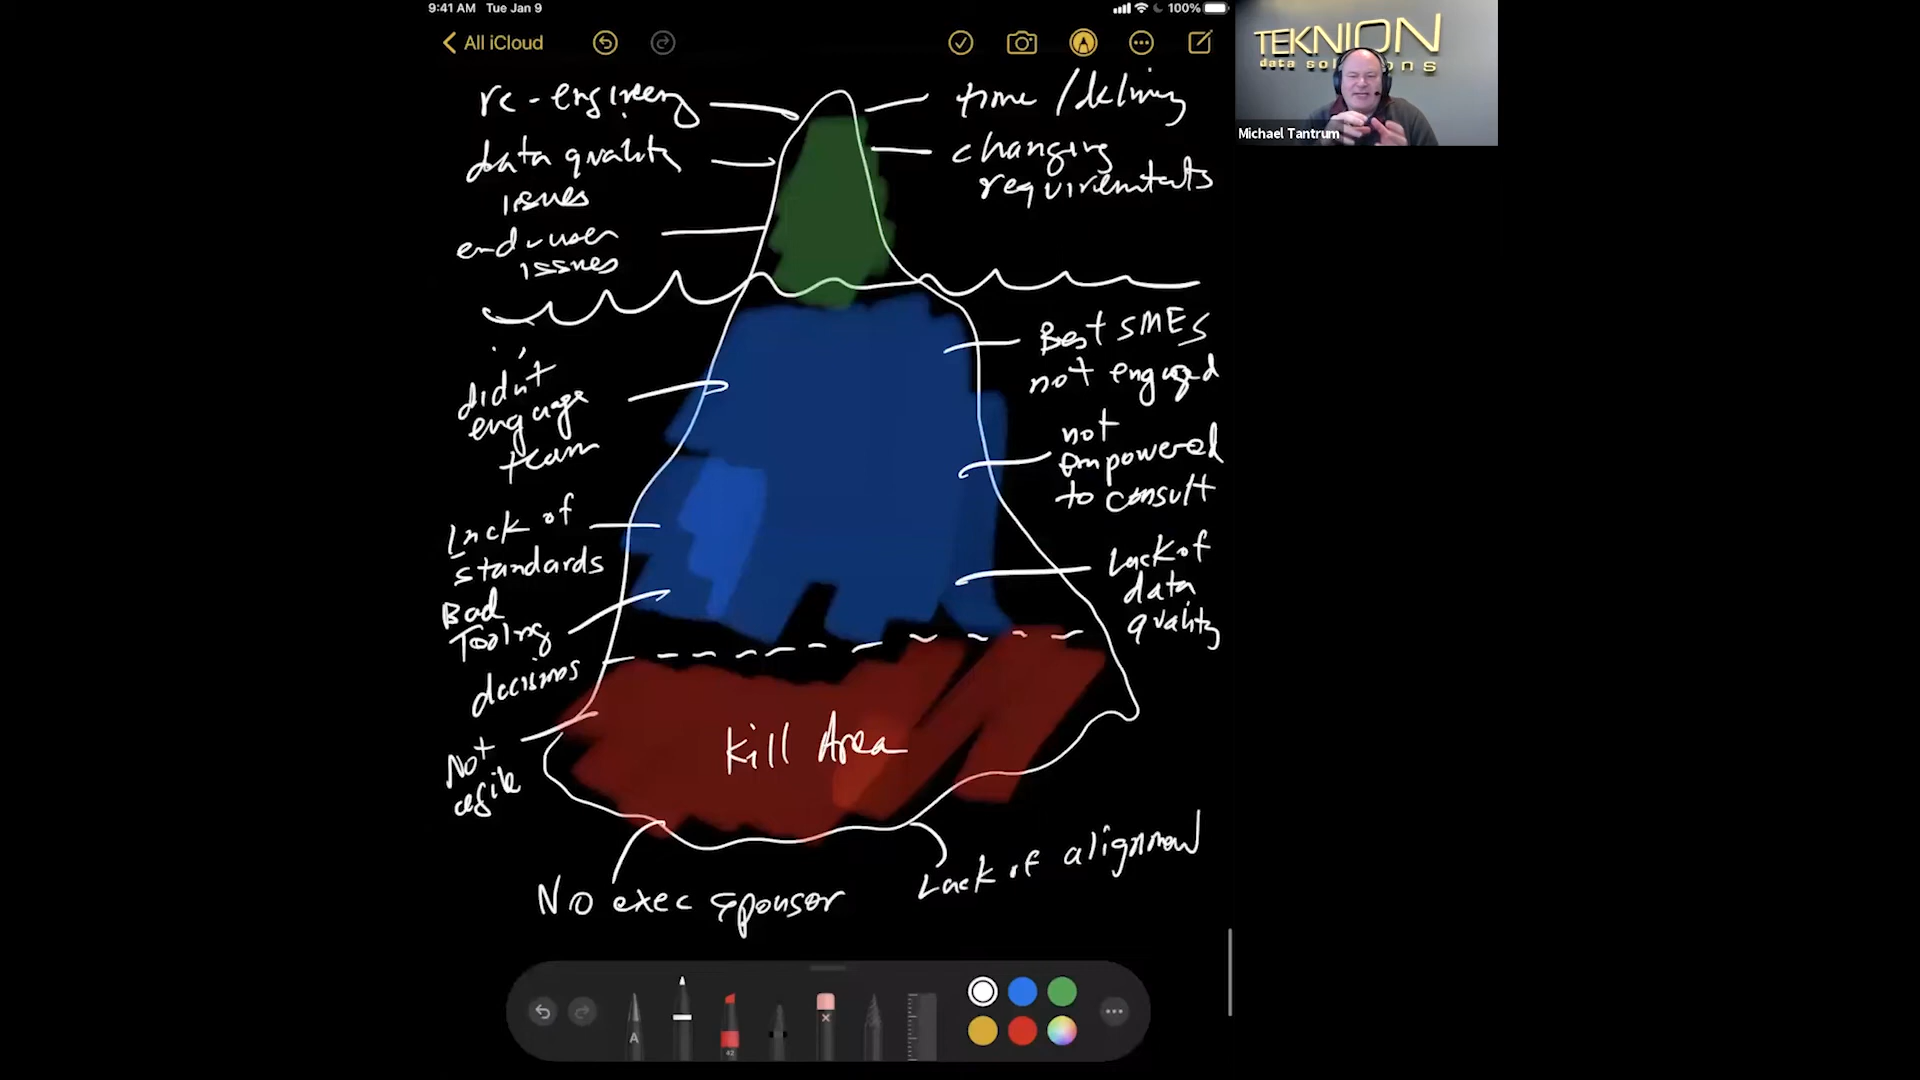 9:41 AM Tue Jan 9
100%
All iCloud
TEKNION
data solutions
Michael Tantrum
re-engineering
data quality
issues
end-user
issues
time / delivery
changing
requirements
didn't
engage
team
Lack of
standards
Bad
Tooling
decisions
Not
agile
Best SMEs
not engaged
not
empowered
to consult
Lack of
data
quality
Kill Area
No exec sponsor
Lack of alignment
A
42